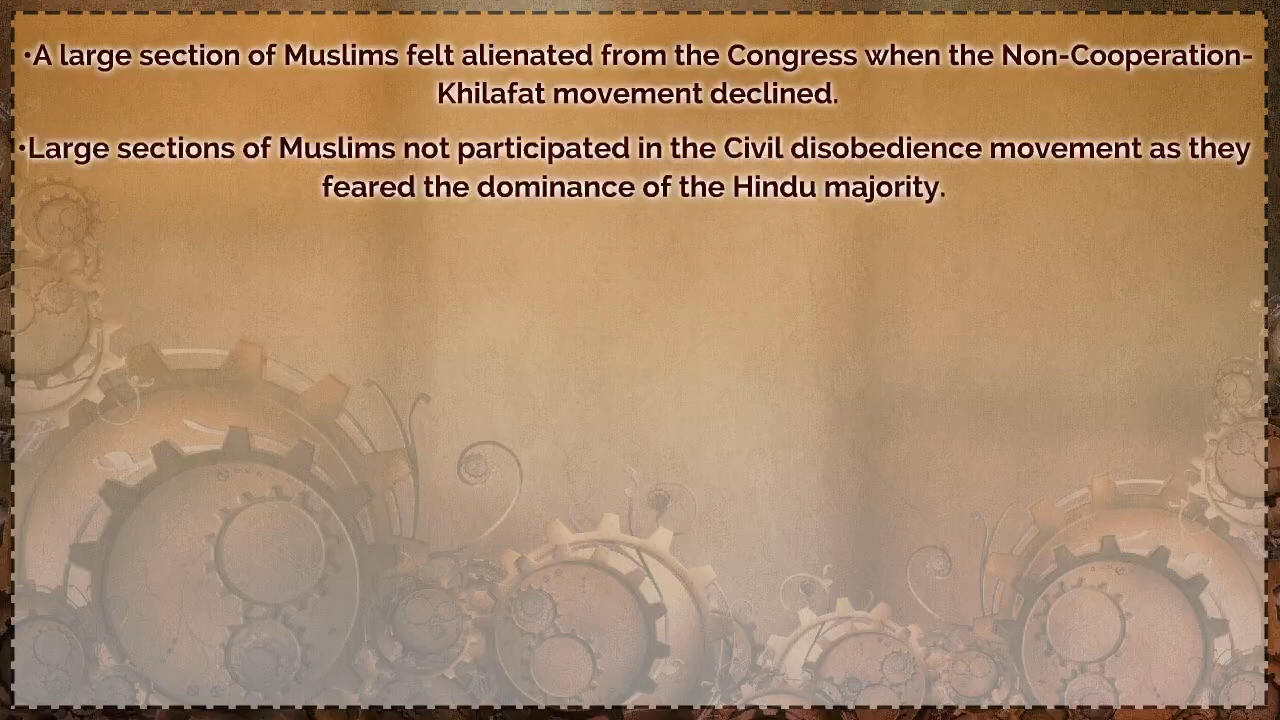 •A large section of Muslims felt alienated from the Congress when the Non-Cooperation-
Khilafat movement declined.
•Large sections of Muslims not participated in the Civil disobedience movement as they
feared the dominance of the Hindu majority.